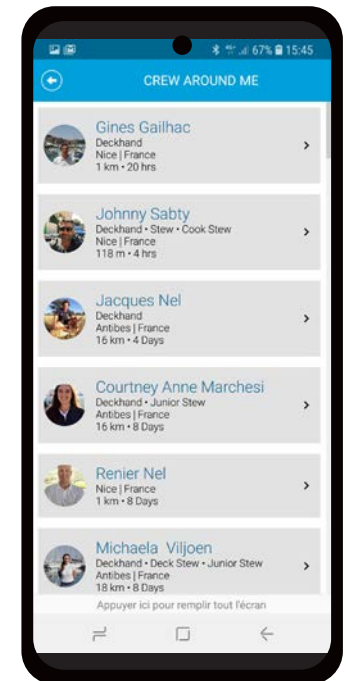 67% 15:45
CREW AROUND ME
Gines Gailhac
Deckhand
Nice | France
1 km • 20 hrs
Johnny Sabty
Deckhand • Stew • Cook Stew
Nice | France
118 m • 4 hrs
Jacques Nel
Deckhand
Antibes | France
16 km • 4 Days
Courtney Anne Marchesi
Deckhand • Junior Stew
Antibes | France
16 km • 8 Days
Renier Nel
Nice | France
1 km • 8 Days
Michaela Viljoen
Deckhand • Deck Stew • Junior Stew
Antibes | France
18 km • 8 Days
Appuyer ici pour remplir tout l'écran